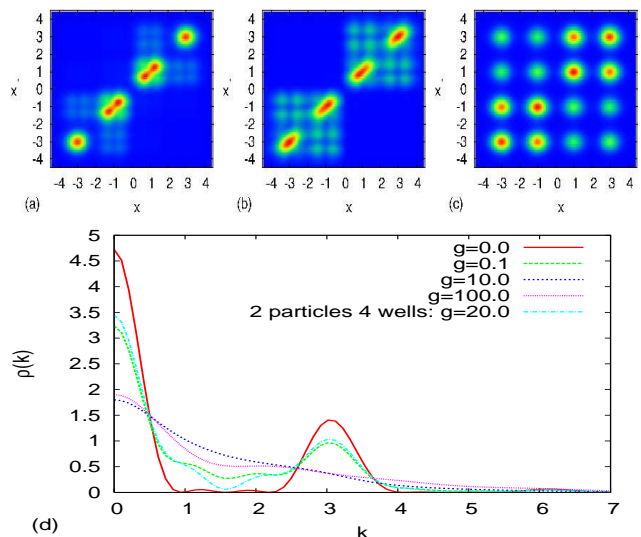 4
3
2
1
0
-1
-2
-3
-4
x'
-4 -3 -2 -1 0 1 2 3 4
(a) x
4
3
2
1
0
-1
-2
-3
-4
x'
-4 -3 -2 -1 0 1 2 3 4
(b) x
4
3
2
1
0
-1
-2
-3
-4
x'
-4 -3 -2 -1 0 1 2 3 4
(c) x
5
4.5
4
3.5
3
2.5
2
1.5
1
0.5
0
ρ(k)
g=0.0
g=0.1
g=10.0
g=100.0
2 particles 4 wells: g=20.0
0 1 2 3 4 5 6 7
(d) k